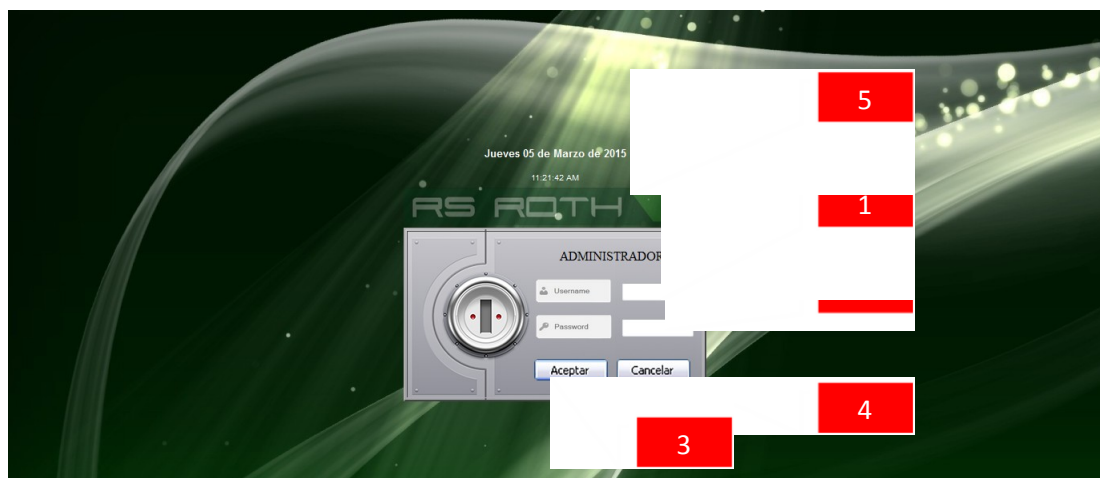 5
Jueves 05 de Marzo de 2015
11:21:42 AM
RS ROTH
1
ADMINISTRADOR
Username
Password
Aceptar
Cancelar
4
3